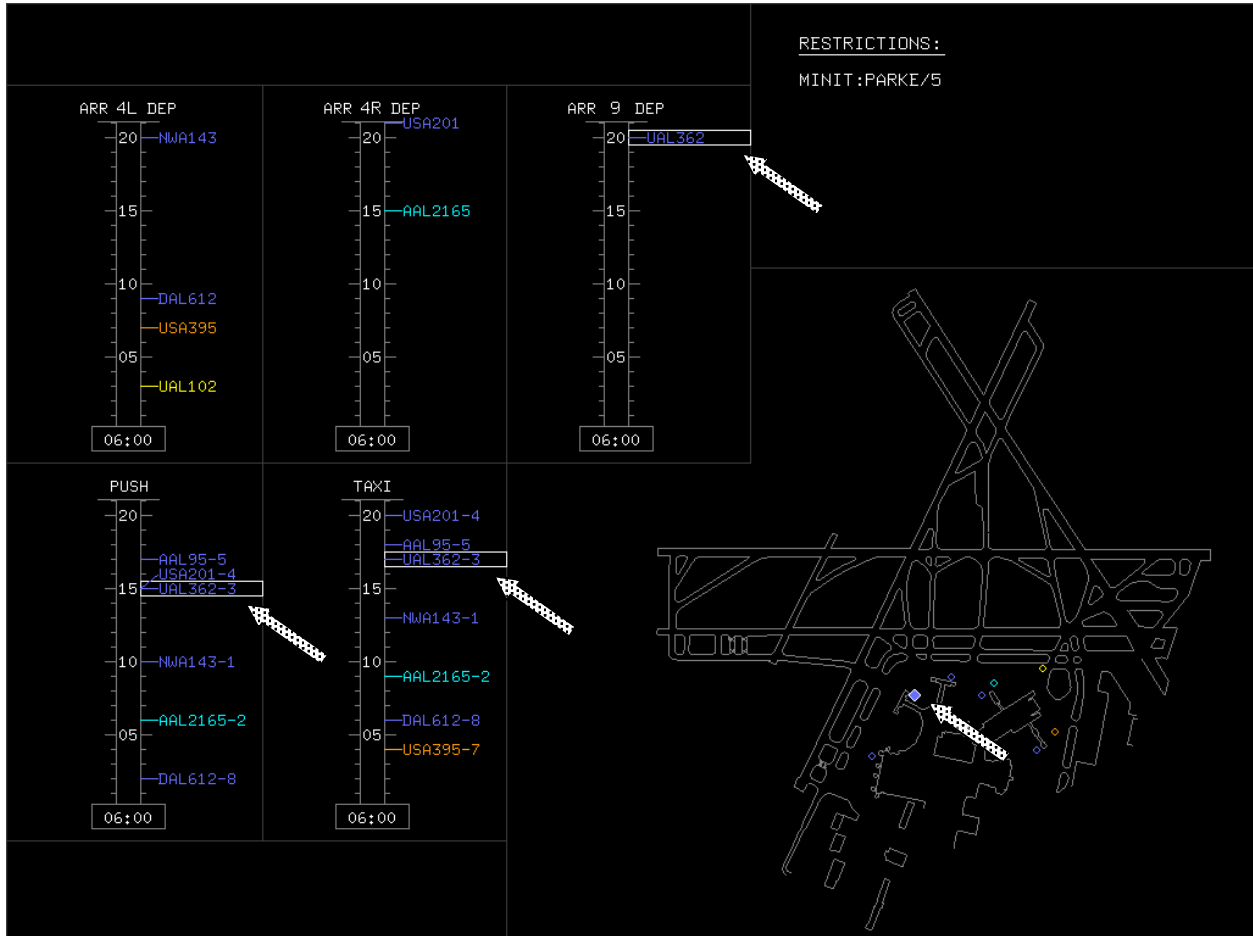 RESTRICTIONS:
MINIT:PARKE/5
ARR 4L DEP
20
NWA143
15
10
DAL612
USA395
05
UAL102
06:00
ARR 4R DEP
USA201
20
15
AAL2165
10
05
06:00
ARR 9 DEP
20
UAL362
15
10
05
06:00
PUSH
20
AAL95-5
USA201-4
15
UAL362-3
10
NWA143-1
AAL2165-2
05
DAL612-8
06:00
TAXI
20
USA201-4
AAL95-5
UAL362-3
15
NWA143-1
10
AAL2165-2
DAL612-8
05
USA395-7
06:00